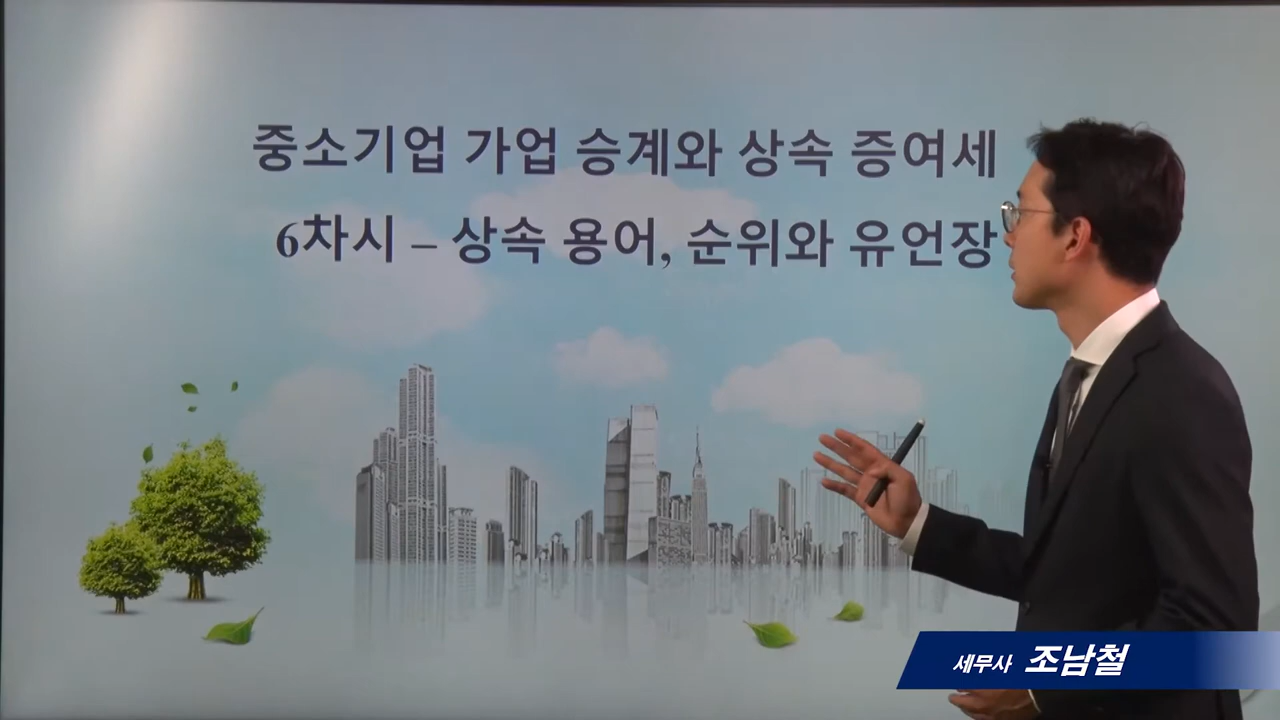 중소기업 가업 승계와 상속 증여세
6차시 – 상속 용어, 순위와 유언장
세무사 조남철